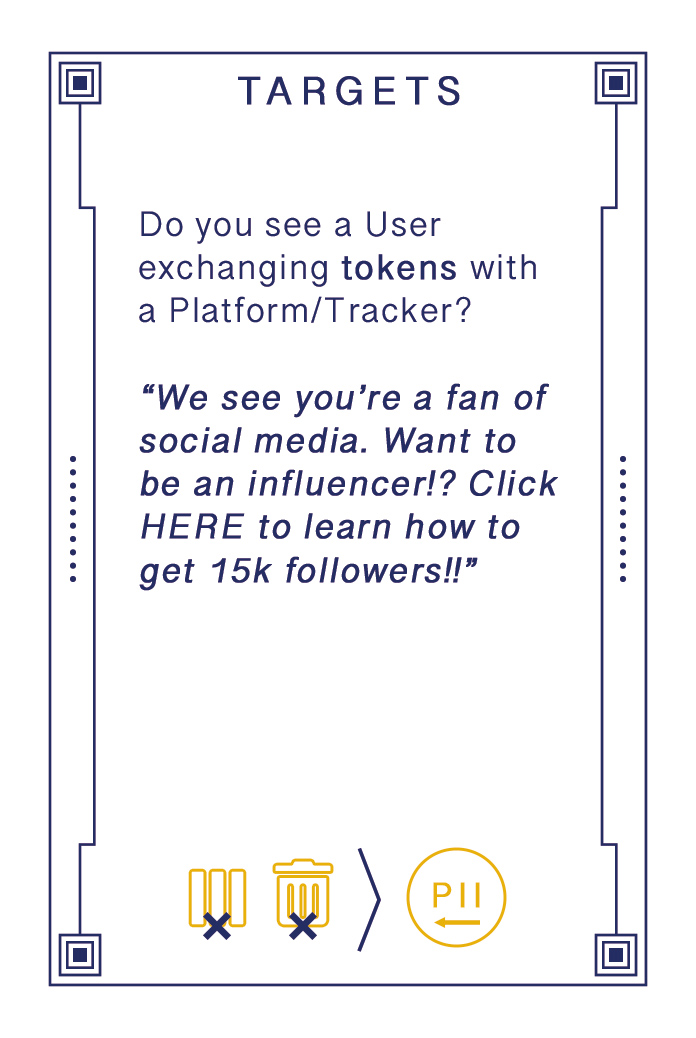 TARGETS
Do you see a User
exchanging tokens with
a Platform/Tracker?
“We see you’re a fan of
social media. Want to
be an influencer!? Click
HERE to learn how to
get 15k followers!!”
PII